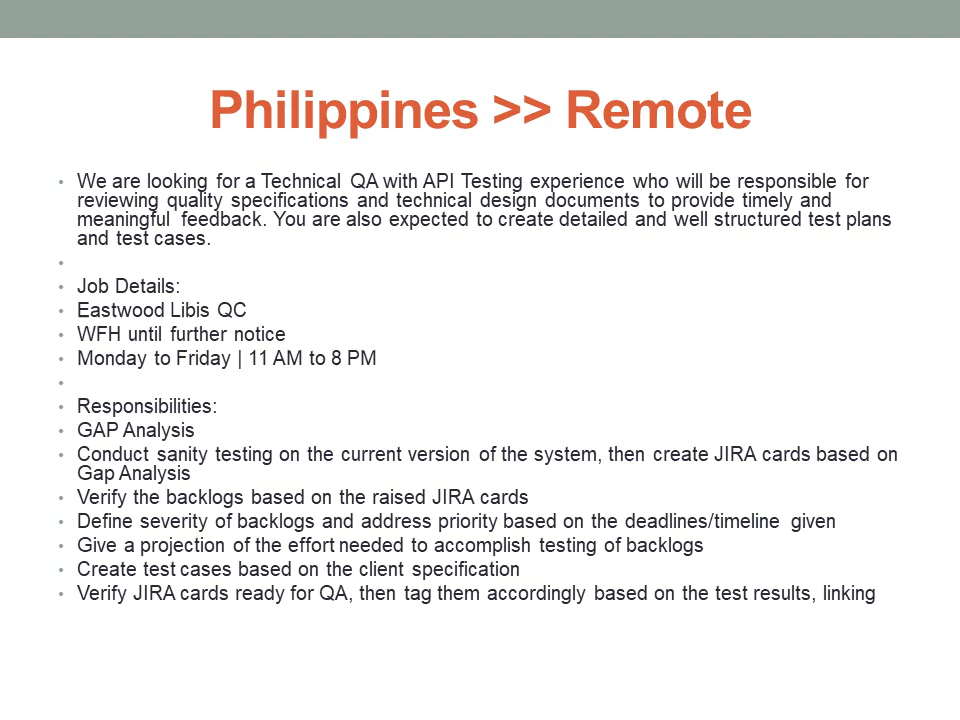 Philippines >> Remote
• We are looking for a Technical QA with API Testing experience who will be responsible for
reviewing quality specifications and technical design documents to provide timely and
meaningful feedback. You are also expected to create detailed and well structured test plans
and test cases.
•
• Job Details:
• Eastwood Libis QC
• WFH until further notice
• Monday to Friday | 11 AM to 8 PM
•
• Responsibilities:
• GAP Analysis
• Conduct sanity testing on the current version of the system, then create JIRA cards based on
Gap Analysis
• Verify the backlogs based on the raised JIRA cards
• Define severity of backlogs and address priority based on the deadlines/timeline given
• Give a projection of the effort needed to accomplish testing of backlogs
• Create test cases based on the client specification
• Verify JIRA cards ready for QA, then tag them accordingly based on the test results, linking